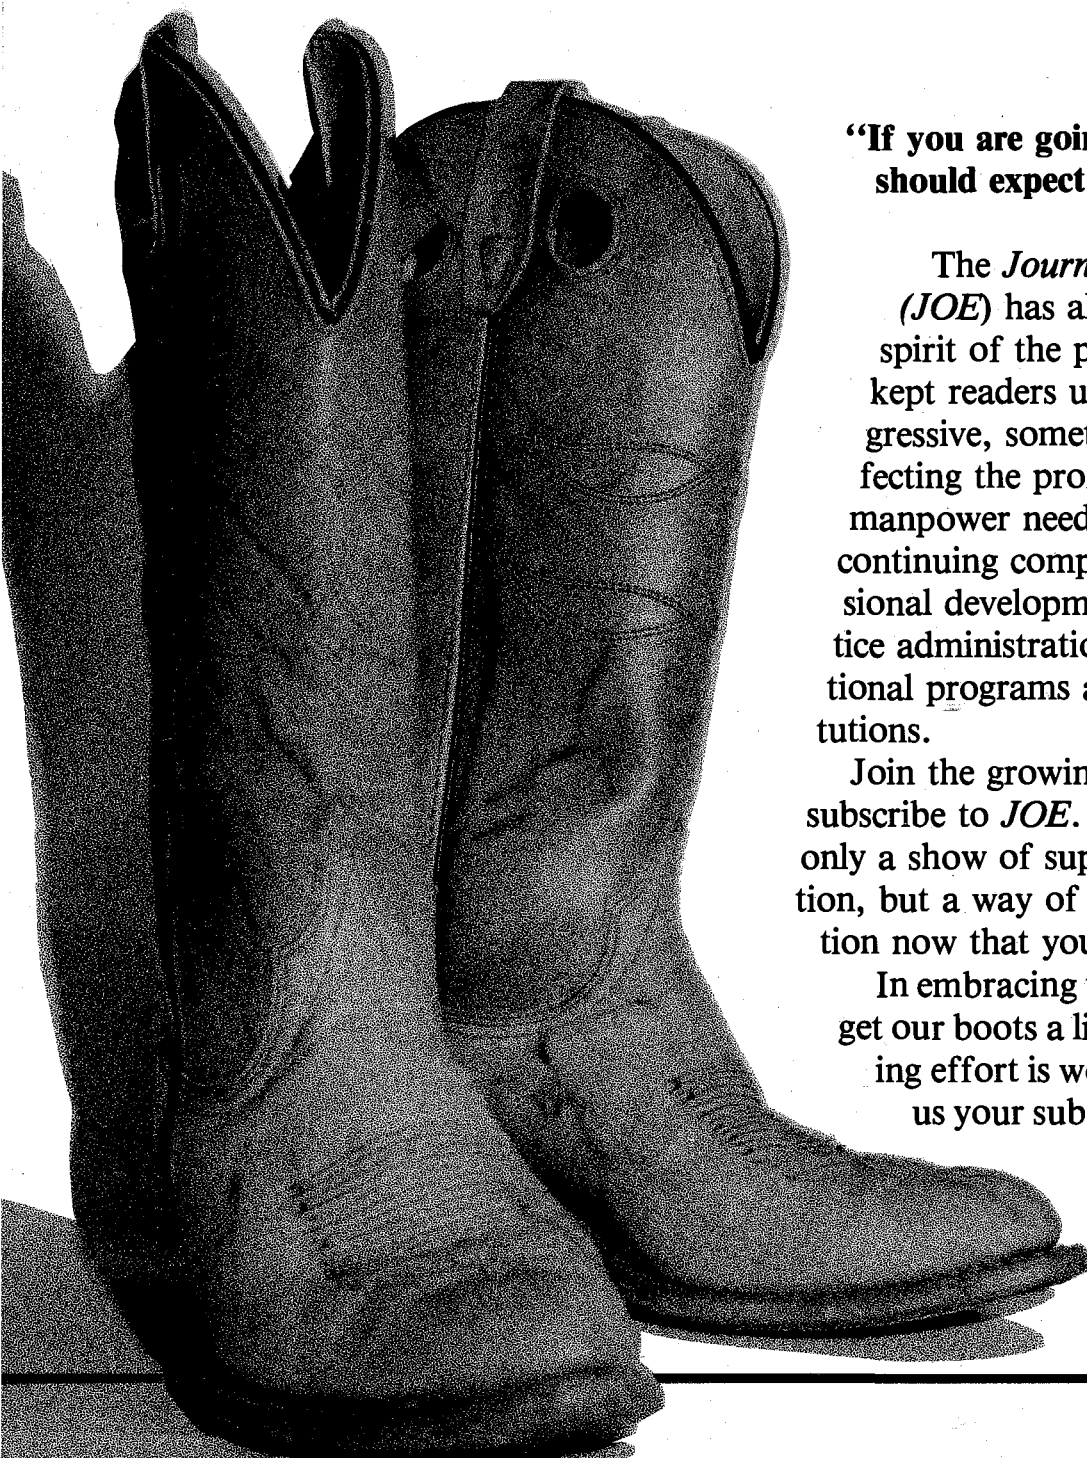 “If you are goin
should expect
The Journ
(JOE) has al
spirit of the p
kept readers u
gressive, somet
fecting the pro
manpower need
continuing comp
sional developm
tice administratio
tional programs a
tutions.
Join the growin
subscribe to JOE.
only a show of sup
tion, but a way of
tion now that you
In embracing
get our boots a li
ing effort is wo
us your sub